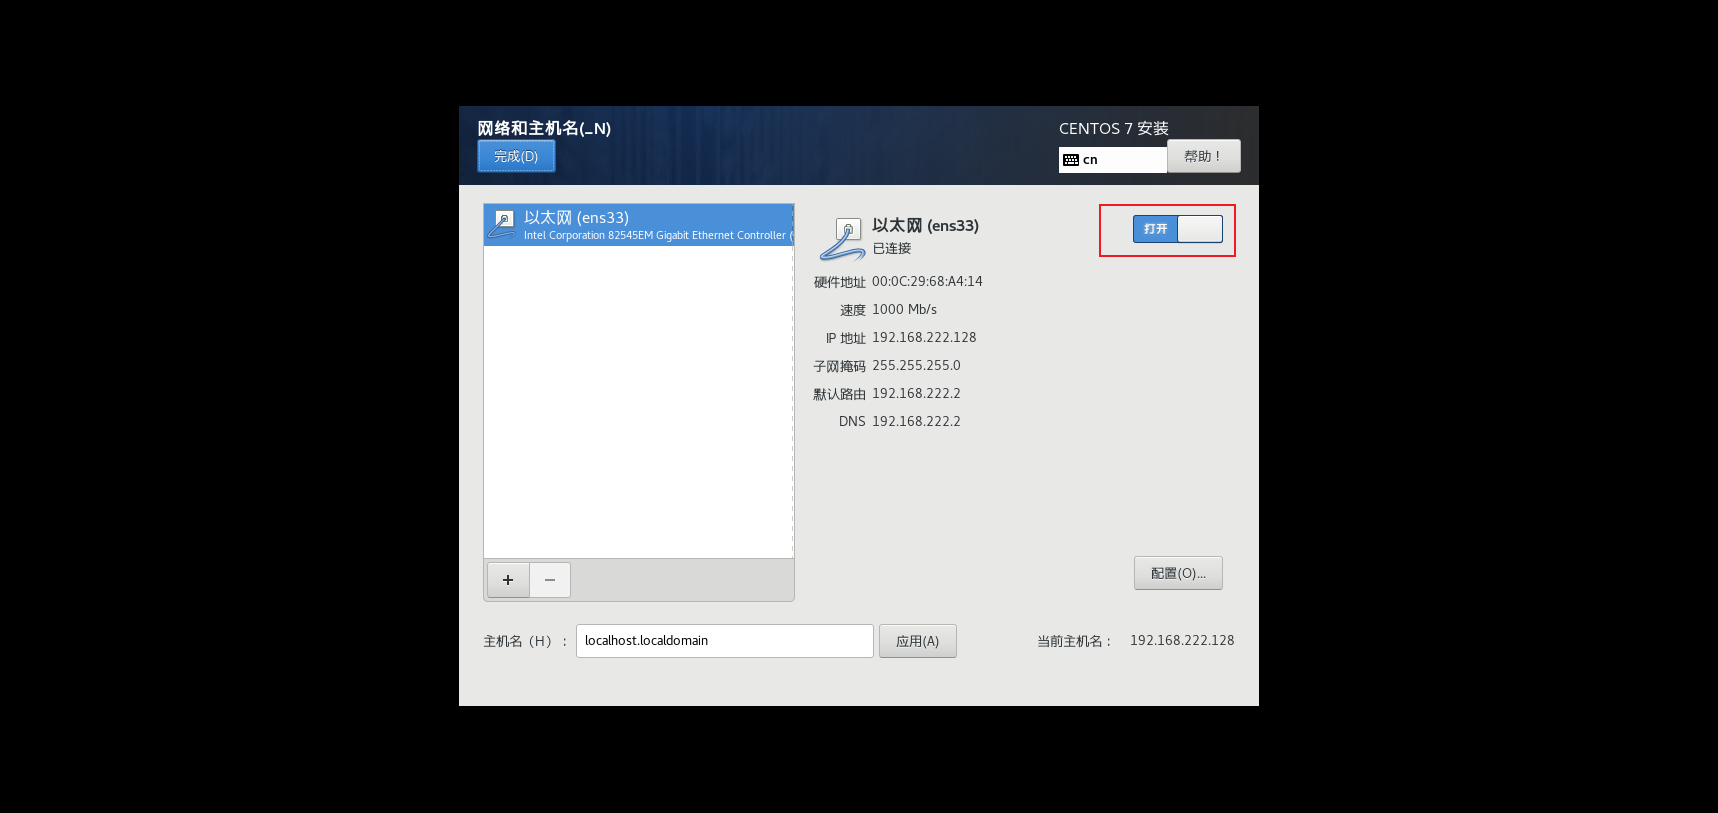 网络和主机名(_N)
完成(D)
CENTOS 7 安装
cn
帮助！
以太网 (ens33)
Intel Corporation 82545EM Gigabit Ethernet Controller (
以太网 (ens33)
已连接
打开
硬件地址 00:0C:29:68:A4:14
速度 1000 Mb/s
IP 地址 192.168.222.128
子网掩码 255.255.255.0
默认路由 192.168.222.2
DNS 192.168.222.2
+ −
配置(O)...
主机名（H）： localhost.localdomain 应用(A) 当前主机名： 192.168.222.128